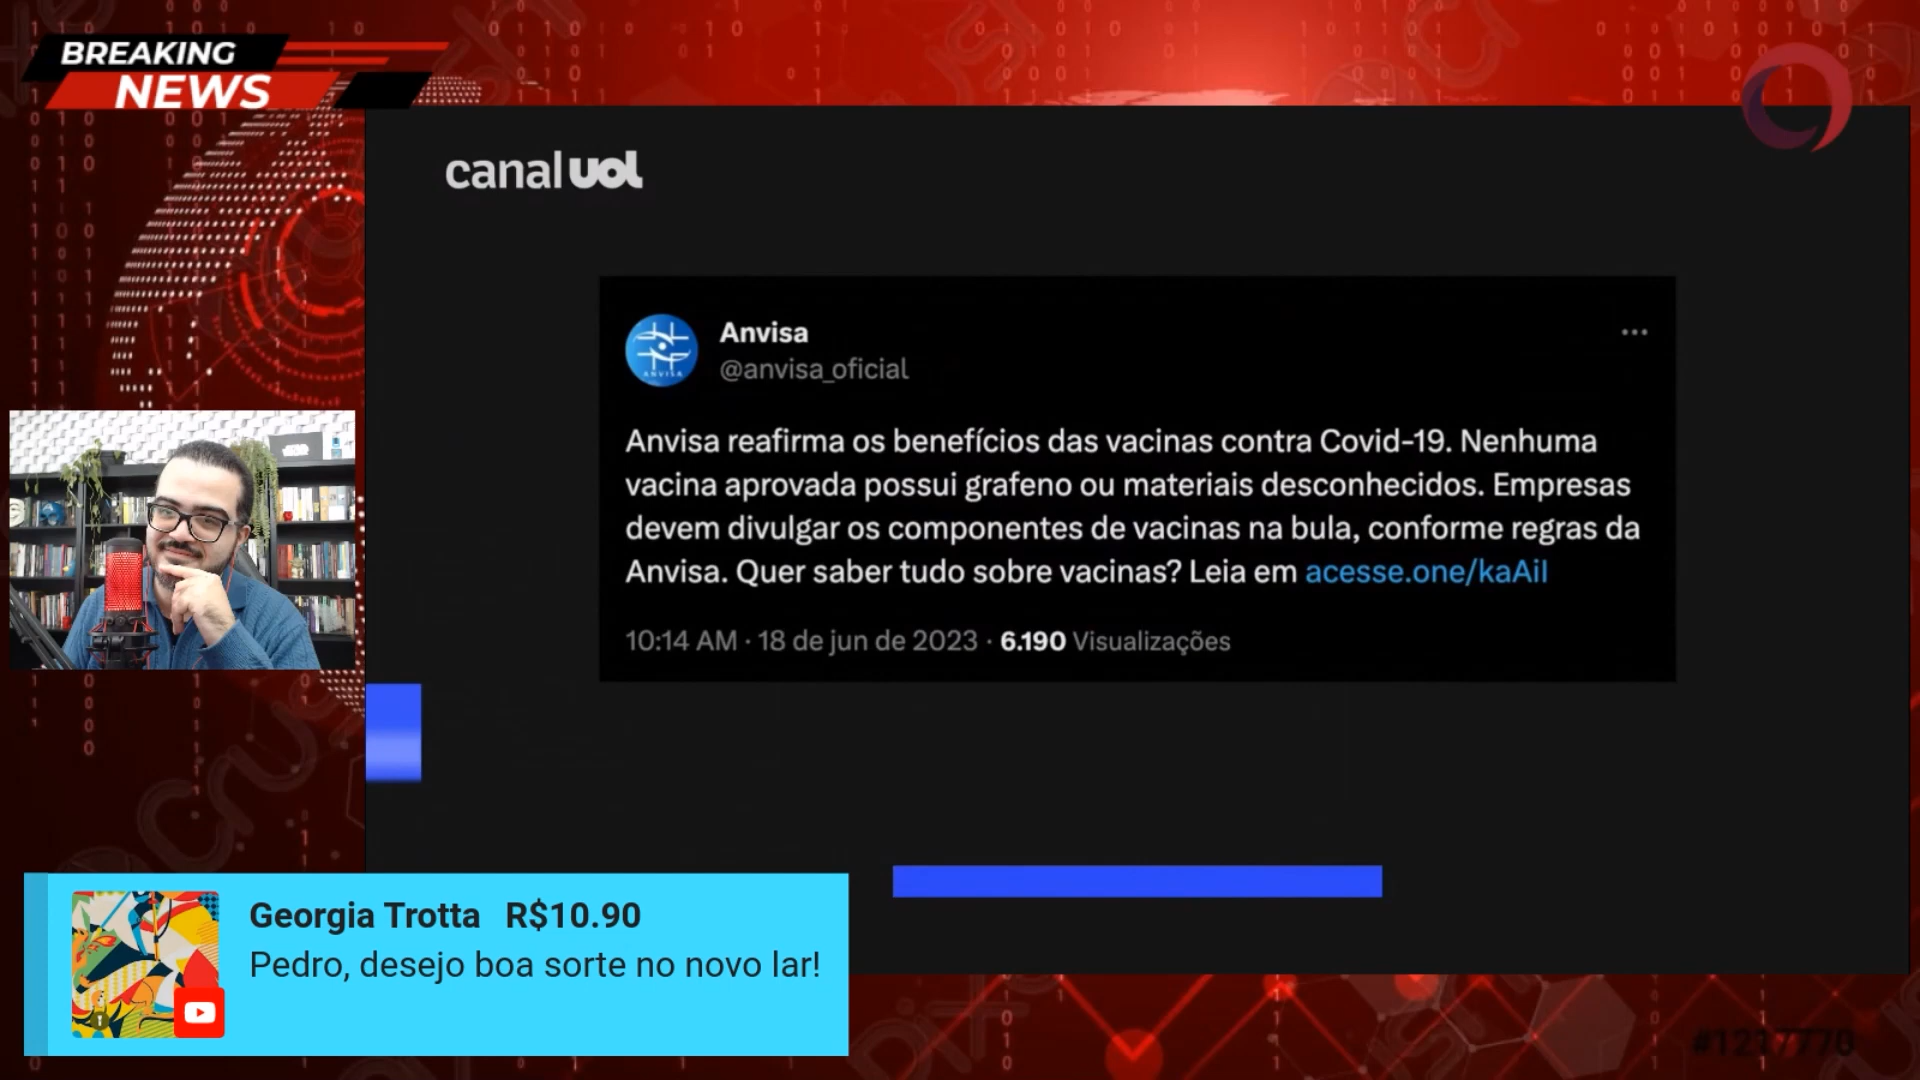 BREAKING
NEWS
canal uol
Anvisa
@anvisa_oficial
Anvisa reafirma os benefícios das vacinas contra Covid-19. Nenhuma
vacina aprovada possui grafeno ou materiais desconhecidos. Empresas
devem divulgar os componentes de vacinas na bula, conforme regras da
Anvisa. Quer saber tudo sobre vacinas? Leia em acesse.one/kaAil
10:14 AM · 18 de jun de 2023 · 6.190 Visualizações
Georgia Trotta R$10.90
Pedro, desejo boa sorte no novo lar!